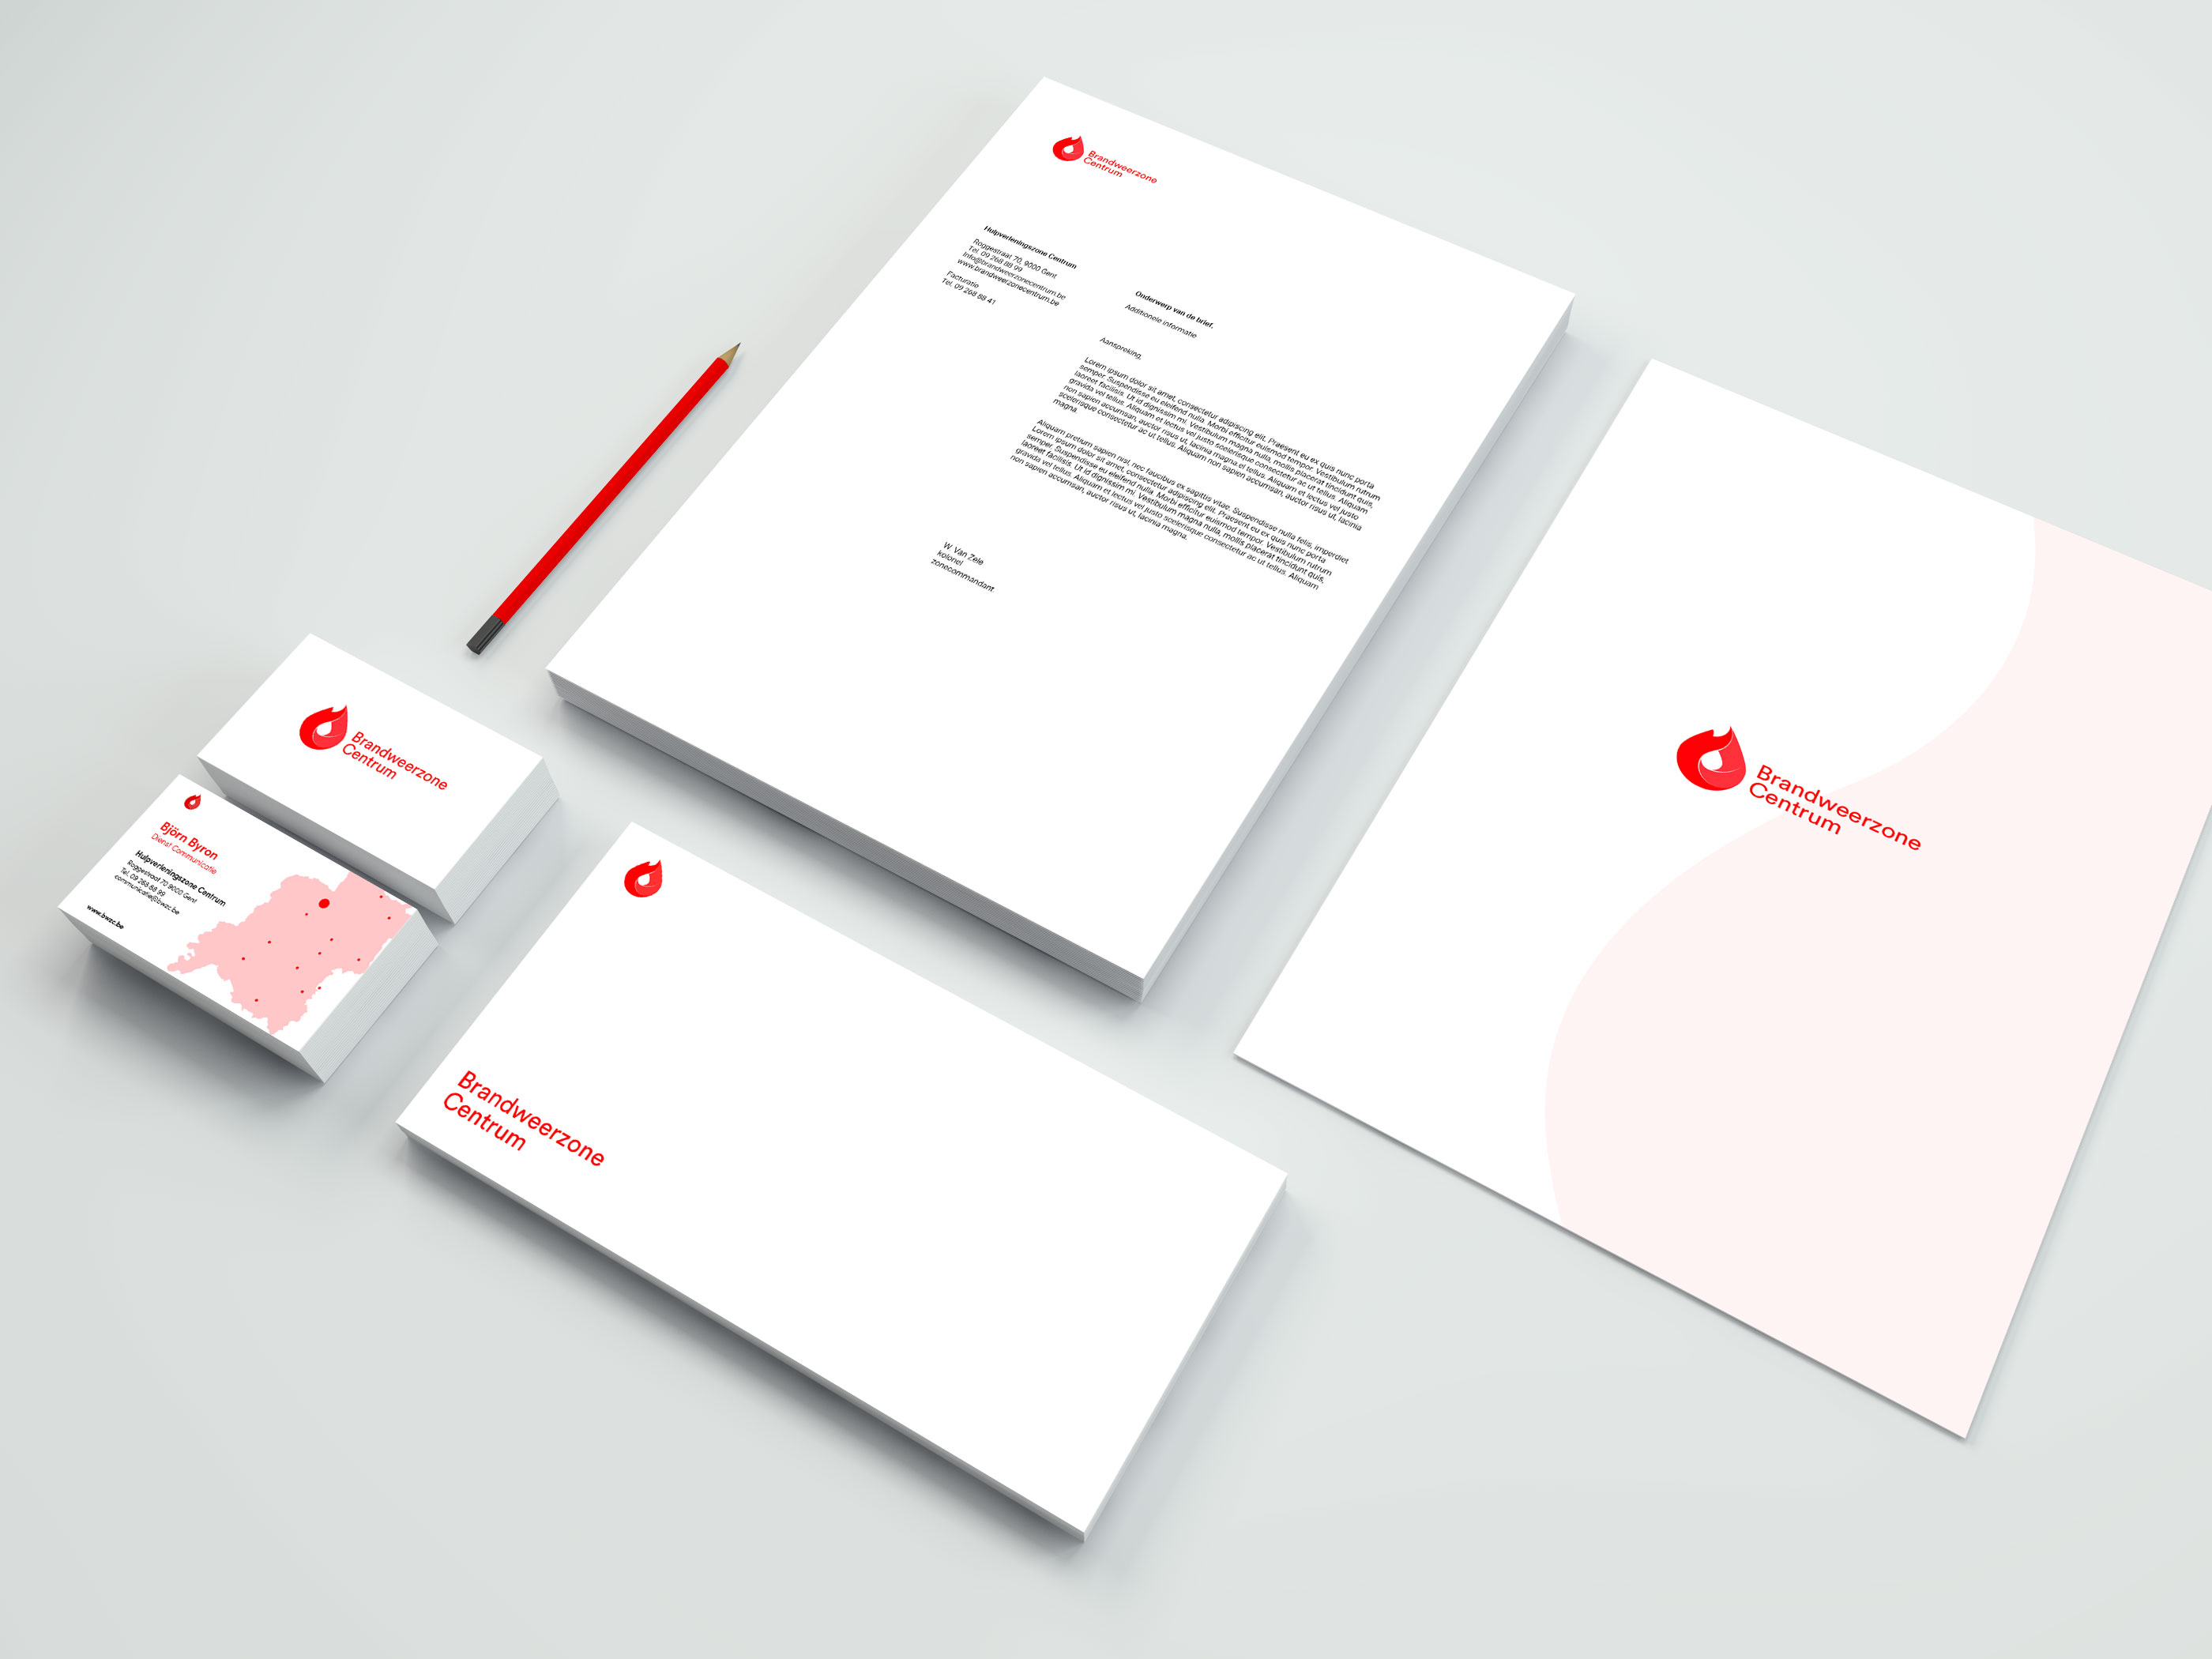 Brandweerzone
Centrum
Hulpverleningszone Centrum
Roggestraat 70, 9000 Gent
Tel. 09 268 88 99
info@brandweerzonecentrum.be
www.brandweerzonecentrum.be
Facturatie
Tel. 09 268 88 41
Onderwerp van de brief.
Additionele informatie
Aanspreking,
Lorem ipsum dolor sit amet, consectetur adipiscing elit. Praesent eu ex quis nunc porta
semper. Suspendisse eu eleifend nulla. Morbi efficitur euismod tempor. Vestibulum rutrum
laoreet facilisis. Ut id dignissim mi. Vestibulum magna nulla, mollis placerat tincidunt quis,
gravida vel tellus. Aliquam et lectus vel justo scelerisque consectetur ac ut tellus. Aliquam
non sapien accumsan, auctor risus ut, lacinia magna et tellus. Aliquam et lectus vel justo
scelerisque consectetur ac ut tellus. Aliquam non sapien accumsan, auctor risus ut, lacinia
magna.
Aliquam pretium sapien nisl, nec faucibus ex sagittis vitae. Suspendisse nulla felis, imperdiet
Lorem ipsum dolor sit amet, consectetur adipiscing elit. Praesent eu ex quis nunc porta
semper. Suspendisse eu eleifend nulla. Morbi efficitur euismod tempor. Vestibulum rutrum
laoreet facilisis. Ut id dignissim mi. Vestibulum magna nulla, mollis placerat tincidunt quis,
gravida vel tellus. Aliquam et lectus vel justo scelerisque consectetur ac ut tellus. Aliquam
non sapien accumsan, auctor risus ut, lacinia magna.
W Van Zele
kolonel
zonecommandant
Brandweerzone
Centrum
Björn Byron
Dienst Communicatie
Hulpverleningszone Centrum
Roggestraat 70 9000 Gent
Tel. 09 268 88 99
communicatie@bwzc.be
www.bwzc.be
Brandweerzone
Centrum
Brandweerzone
Centrum